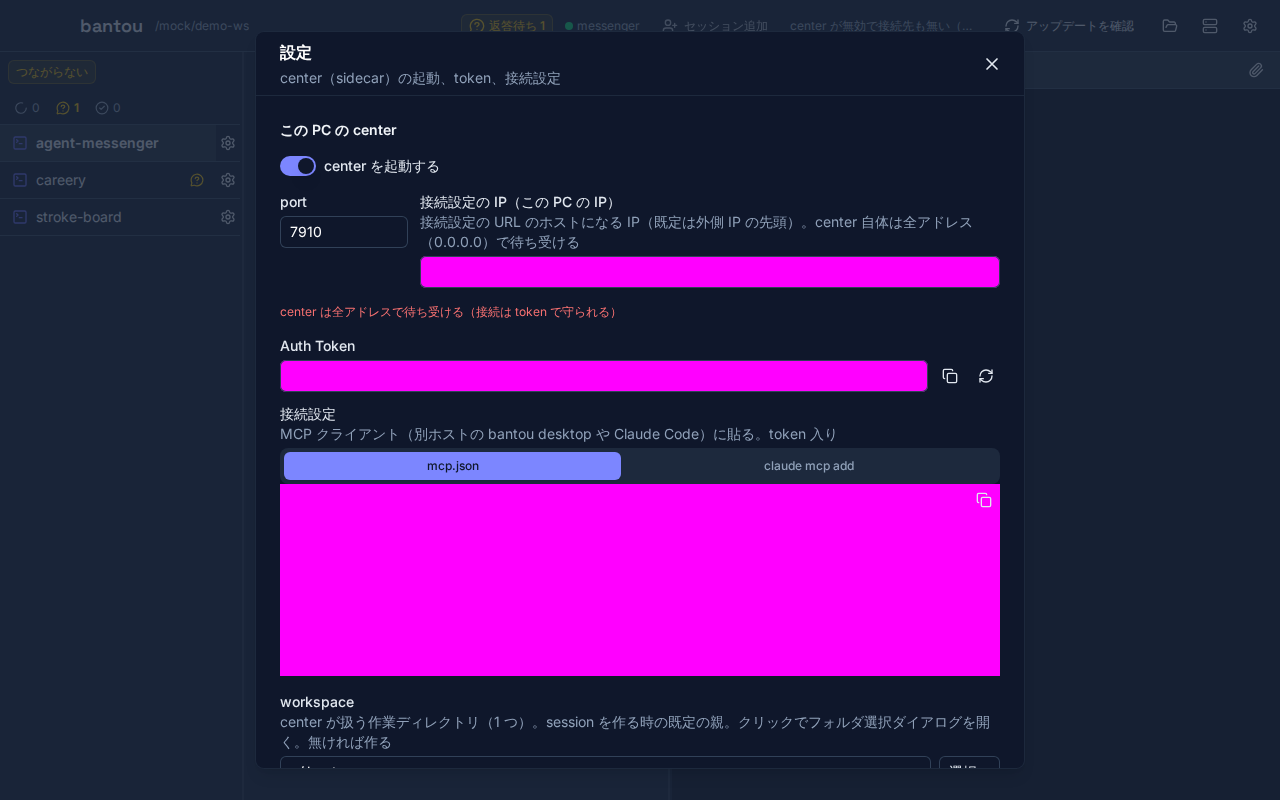 bantou /mock/demo-ws 返答待ち 1 messenger セッション追加 center が無効で接続先も無い（... アップデートを確認
つながらない
0 1 0
agent-messenger
careery
stroke-board
設定
center（sidecar）の起動、token、接続設定
この PC の center
center を起動する
port
7910
接続設定の IP（この PC の IP）
接続設定の URL のホストになる IP（既定は外側 IP の先頭）。center 自体は全アドレス
（0.0.0.0）で待ち受ける
center は全アドレスで待ち受ける（接続は token で守られる）
Auth Token
接続設定
MCP クライアント（別ホストの bantou desktop や Claude Code）に貼る。token 入り
mcp.json
claude mcp add
workspace
center が扱う作業ディレクトリ（1 つ）。session を作る時の既定の親。クリックでフォルダ選択ダイアログを開
く。無ければ作る